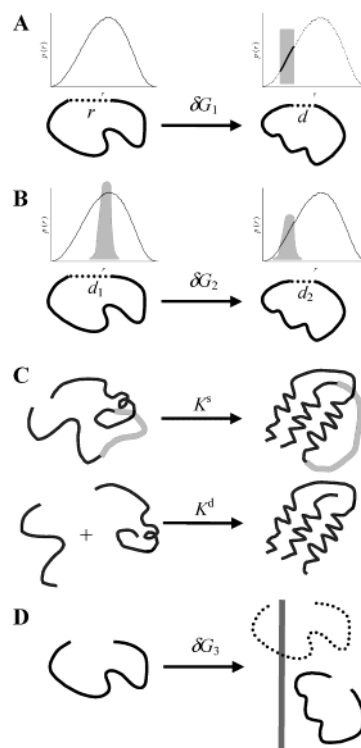 A
p(r)
p(r)
r
r
r
δG₁
d
B
p(r)
p(r)
r
r
d₁
δG₂
d₂
C
Kˢ
+
Kᵈ
D
δG₃